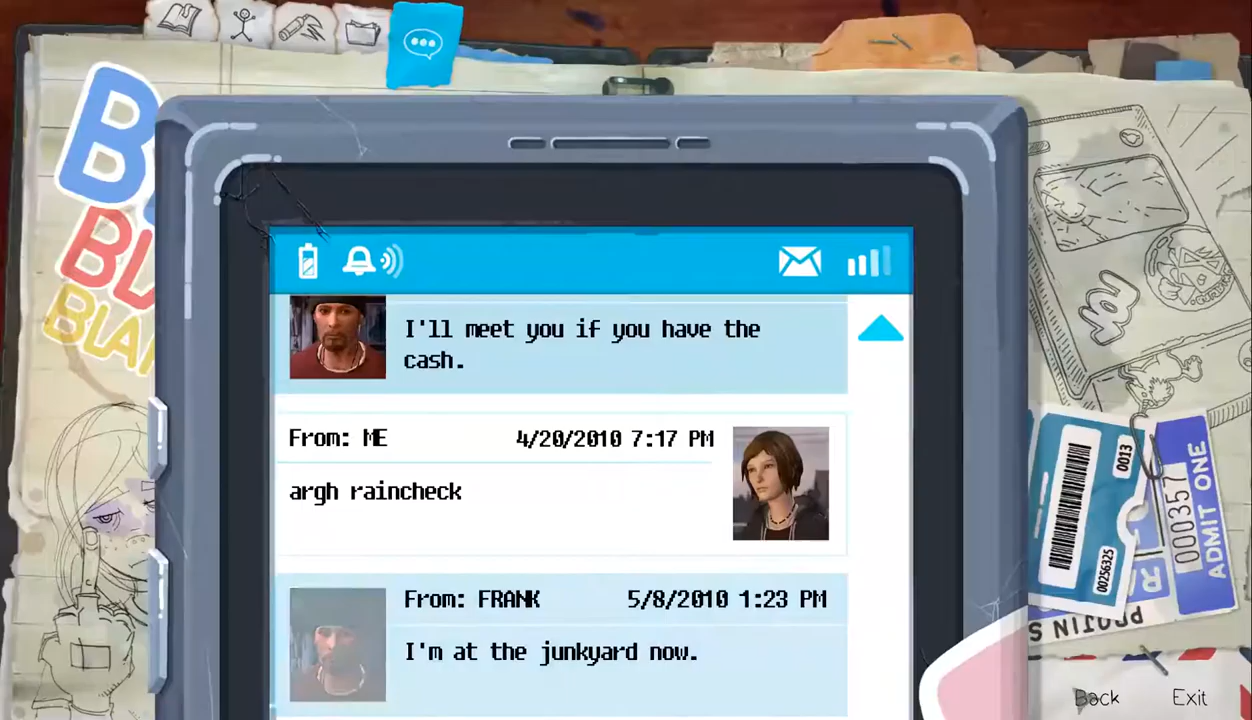 I'll meet you if you have the
cash.
From: ME 4/20/2010 7:17 PM
argh raincheck
From: FRANK 5/8/2010 1:23 PM
I'm at the junkyard now.
0013
00256325
000357
ADMIT ONE
Back Exit